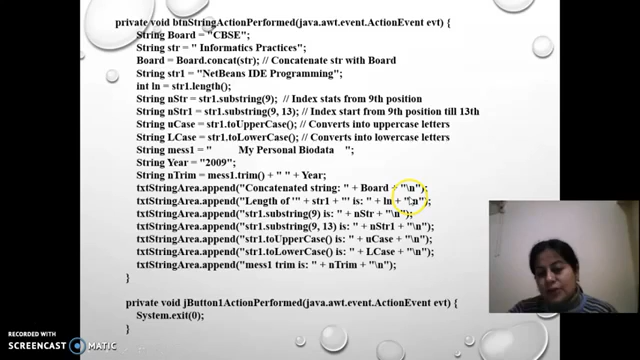 private void btnStringActionPerformed(java.awt.event.ActionEvent evt) {
String Board = "CBSE";
String str = " Informatics Practices";
Board = Board.concat(str); // Concatenate str with Board
String str1 = "NetBeans IDE Programming";
int ln = str1.length();
String nStr = str1.substring(9); // Index stats from 9th position
String nStr1 = str1.substring(9, 13); // Index start from 9th position till 13th
String uCase = str1.toUpperCase(); // Converts into uppercase letters
String LCase = str1.toLowerCase(); // Converts into lowercase letters
String mess1 = " My Personal Biodata ";
String Year = "2009";
String nTrim = mess1.trim() + " " + Year;
txtStringArea.append("Concatenated string: " + Board + "\n");
txtStringArea.append("Length of '" + str1 + "' is: " + ln + "\n");
txtStringArea.append("str1.substring(9) is: " + nStr + "\n");
txtStringArea.append("str1.substring(9, 13) is: " + nStr1 + "\n");
txtStringArea.append("str1.toUpperCase() is: " + uCase + "\n");
txtStringArea.append("str1.toLowerCase() is: " + LCase + "\n");
txtStringArea.append("mess1 trim is: " + nTrim + "\n");
}
private void jButton1ActionPerformed(java.awt.event.ActionEvent evt) {
System.exit(0);
}
RECORDED WITH
SCREENCAST MATIC